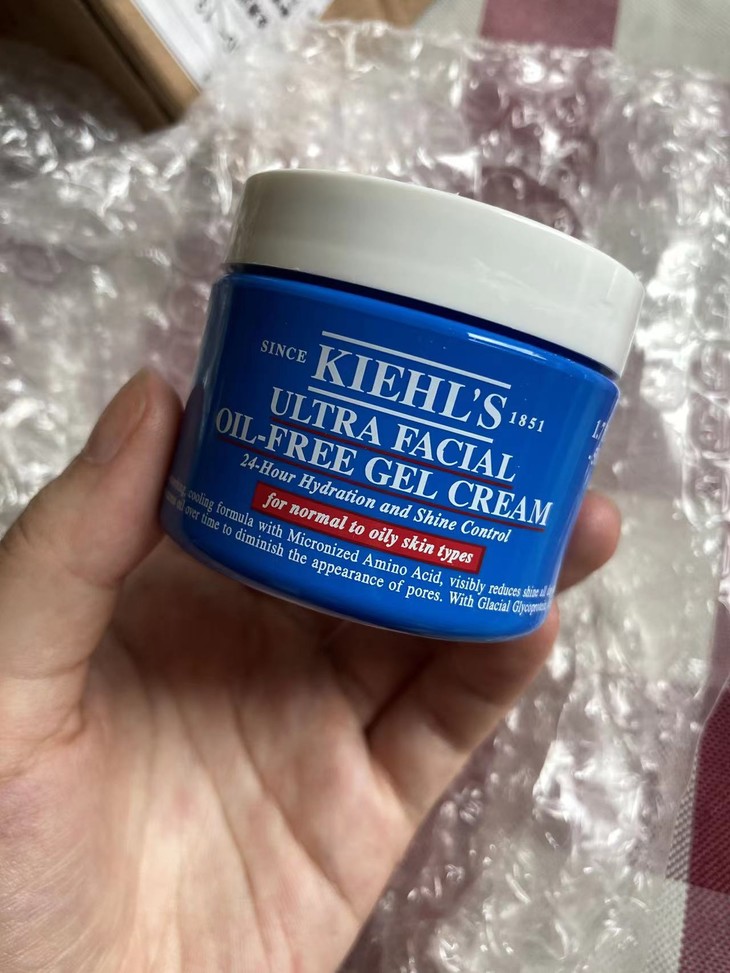 SINCE KIEHL'S 1851
ULTRA FACIAL
OIL-FREE GEL CREAM
24-Hour Hydration and Shine Control
for normal to oily skin types
cooling formula with Micronized Amino Acid, visibly reduces shine all
over time to diminish the appearance of pores. With Glacial